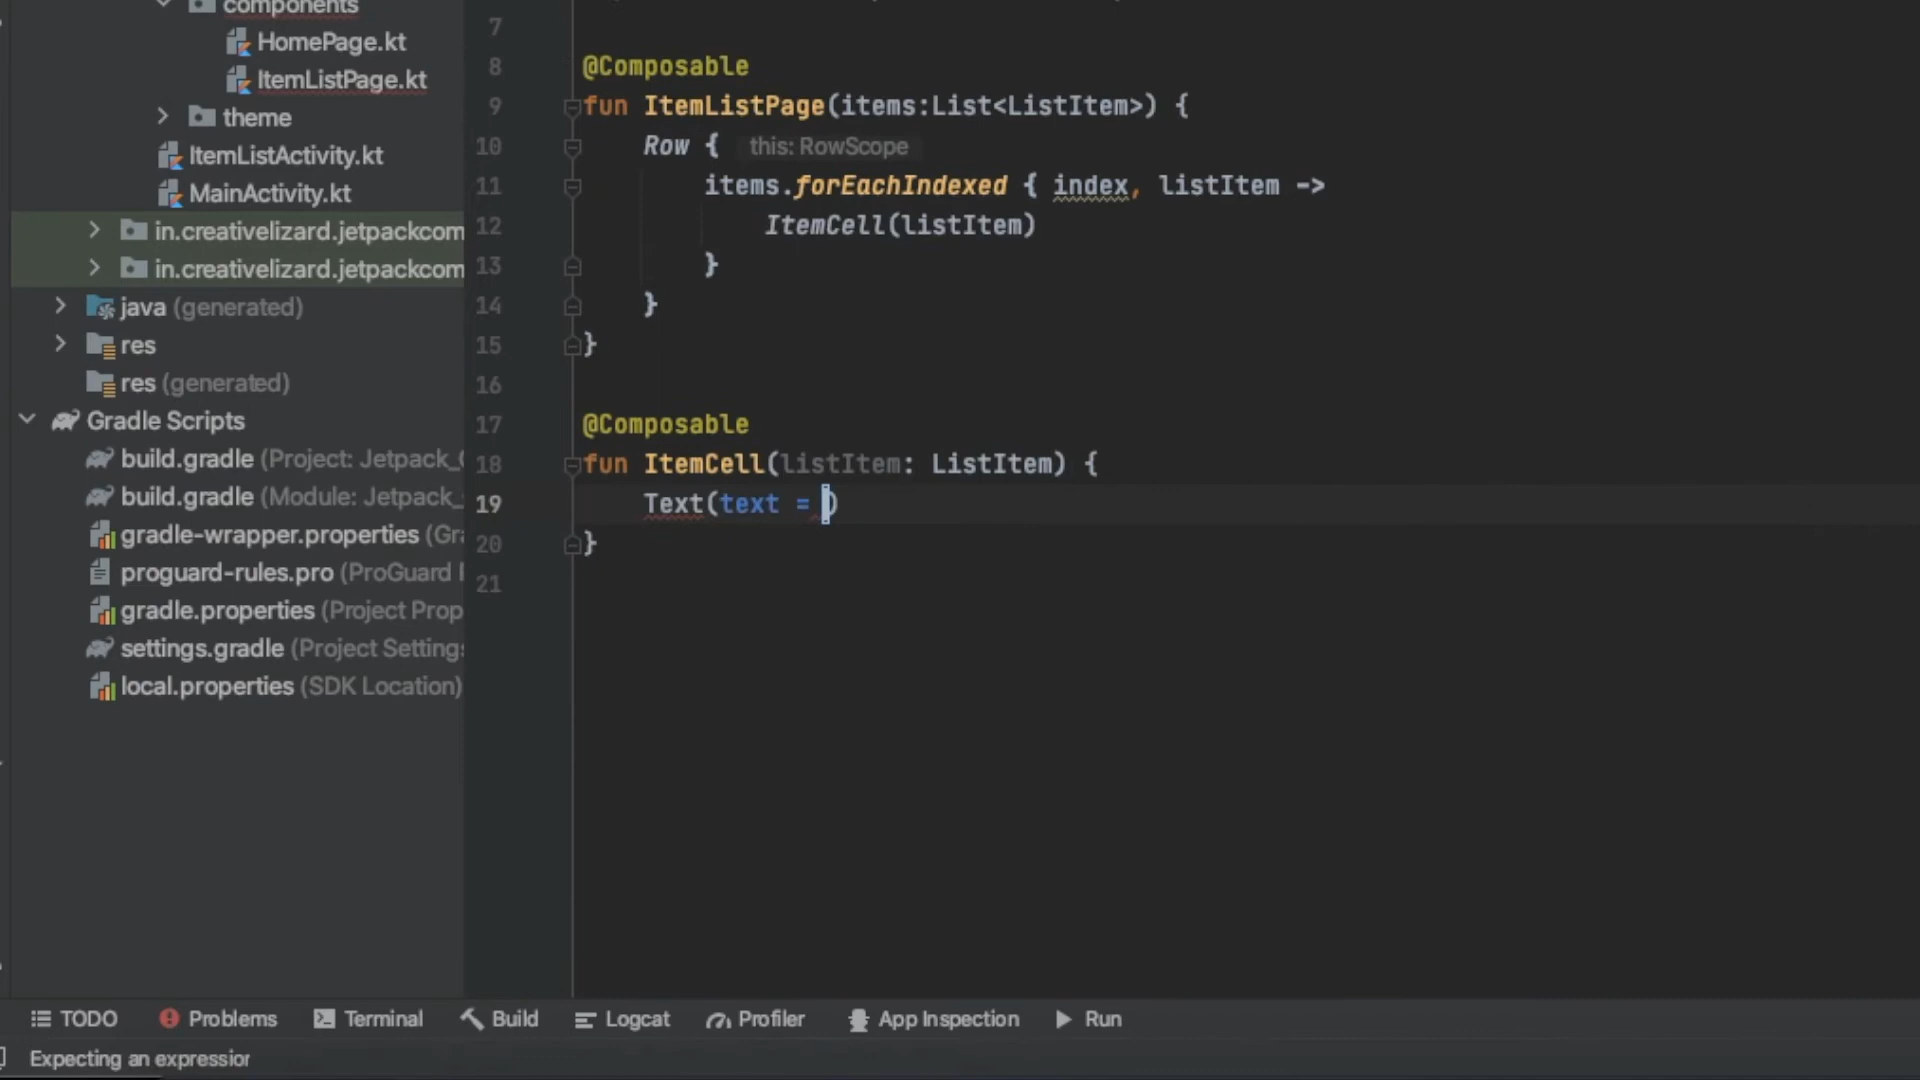 components
HomePage.kt
ItemListPage.kt
theme
ItemListActivity.kt
MainActivity.kt
in.creativelizard.jetpackcom
in.creativelizard.jetpackcom
java (generated)
res
res (generated)
Gradle Scripts
build.gradle (Project: Jetpack_
build.gradle (Module: Jetpack_
gradle-wrapper.properties (Gra
proguard-rules.pro (ProGuard
gradle.properties (Project Prop
settings.gradle (Project Settings
local.properties (SDK Location)
7
8 @Composable
9 fun ItemListPage(items:List<ListItem>) {
10 Row { this: RowScope
11 items.forEachIndexed { index, listItem ->
12 ItemCell(listItem)
13 }
14 }
15 }
16
17 @Composable
18 fun ItemCell(listItem: ListItem) {
19 Text(text = )
20 }
21
TODO Problems Terminal Build Logcat Profiler App Inspection Run
Expecting an expression